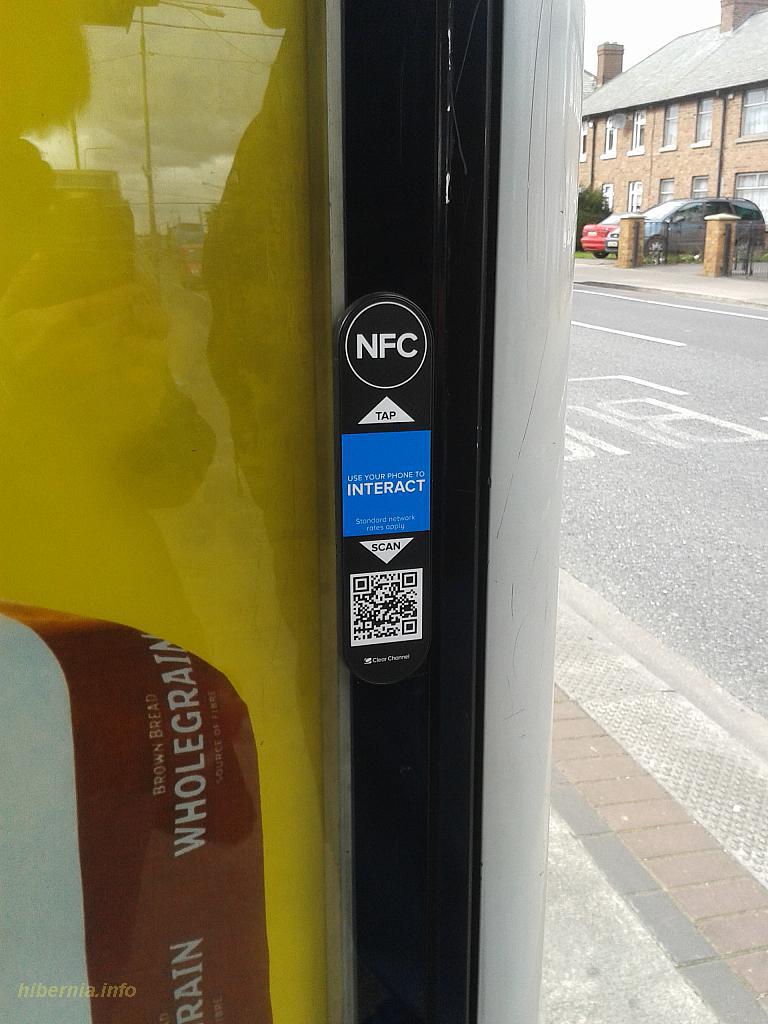 NFC
TAP
USE YOUR PHONE TO
INTERACT
Standard network
rates apply
SCAN
Clear Channel
BROWN BREAD
WHOLEGRAIN
SOURCE OF FIBRE
RAIN
hibernia.info